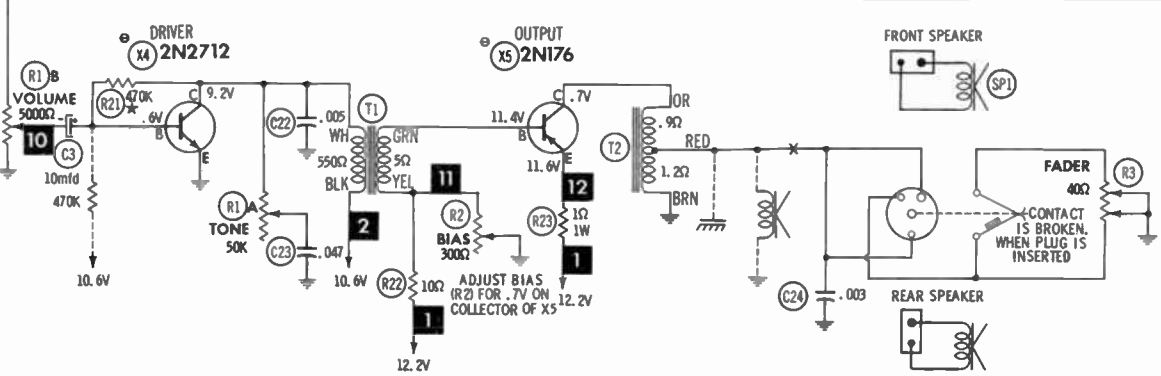 DRIVER
⊖ X4 2N2712
OUTPUT
⊖ X5 2N176
FRONT SPEAKER
SP1
R1 B
VOLUME
5000Ω
10
C3
10mfd
470K
10.6V
R21
470K
C
9.2V
.6V
B
E
R1 A
TONE
50K
C22
.005
C23
.047
T1
WH
550Ω
BLK
GRN
5Ω
YEL
2
10.6V
11
R2
BIAS
300Ω
R22
10Ω
1
12.2V
ADJUST BIAS
(R2) FOR .7V ON
COLLECTOR OF X5
C
.7V
11.4V
B
11.6V
E
12
R23
1Ω
1W
1
12.2V
T2
OR
.9Ω
RED
1.2Ω
BRN
C24
.003
CONTACT
IS BROKEN.
WHEN PLUG IS
INSERTED
FADER
40Ω
R3
REAR SPEAKER